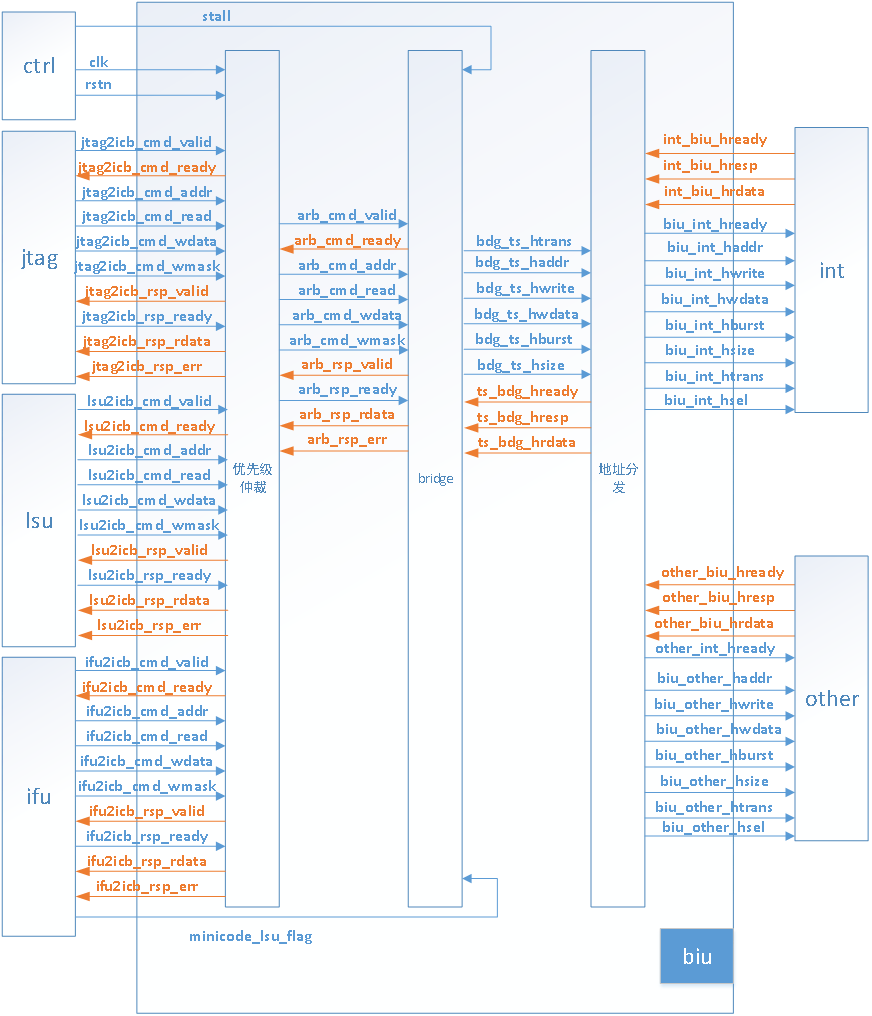 stall
ctrl
clk
rstn
jtag
jtag2icb_cmd_valid
jtag2icb_cmd_ready
jtag2icb_cmd_addr
jtag2icb_cmd_read
jtag2icb_cmd_wdata
jtag2icb_cmd_wmask
jtag2icb_rsp_valid
jtag2icb_rsp_ready
jtag2icb_rsp_rdata
jtag2icb_rsp_err
lsu
lsu2icb_cmd_valid
lsu2icb_cmd_ready
lsu2icb_cmd_addr
lsu2icb_cmd_read
lsu2icb_cmd_wdata
lsu2icb_cmd_wmask
lsu2icb_rsp_valid
lsu2icb_rsp_ready
lsu2icb_rsp_rdata
lsu2icb_rsp_err
ifu
ifu2icb_cmd_valid
ifu2icb_cmd_ready
ifu2icb_cmd_addr
ifu2icb_cmd_read
ifu2icb_cmd_wdata
ifu2icb_cmd_wmask
ifu2icb_rsp_valid
ifu2icb_rsp_ready
ifu2icb_rsp_rdata
ifu2icb_rsp_err
minicode_lsu_flag
优先级
仲裁
arb_cmd_valid
arb_cmd_ready
arb_cmd_addr
arb_cmd_read
arb_cmd_wdata
arb_cmd_wmask
arb_rsp_valid
arb_rsp_ready
arb_rsp_rdata
arb_rsp_err
bridge
bdg_ts_htrans
bdg_ts_haddr
bdg_ts_hwrite
bdg_ts_hwdata
bdg_ts_hburst
bdg_ts_hsize
ts_bdg_hready
ts_bdg_hresp
ts_bdg_hrdata
地址分
发
int_biu_hready
int_biu_hresp
int_biu_hrdata
biu_int_hready
biu_int_haddr
biu_int_hwrite
biu_int_hwdata
biu_int_hburst
biu_int_hsize
biu_int_htrans
biu_int_hsel
int
other_biu_hready
other_biu_hresp
other_biu_hrdata
other_int_hready
biu_other_haddr
biu_other_hwrite
biu_other_hwdata
biu_other_hburst
biu_other_hsize
biu_other_htrans
biu_other_hsel
other
biu